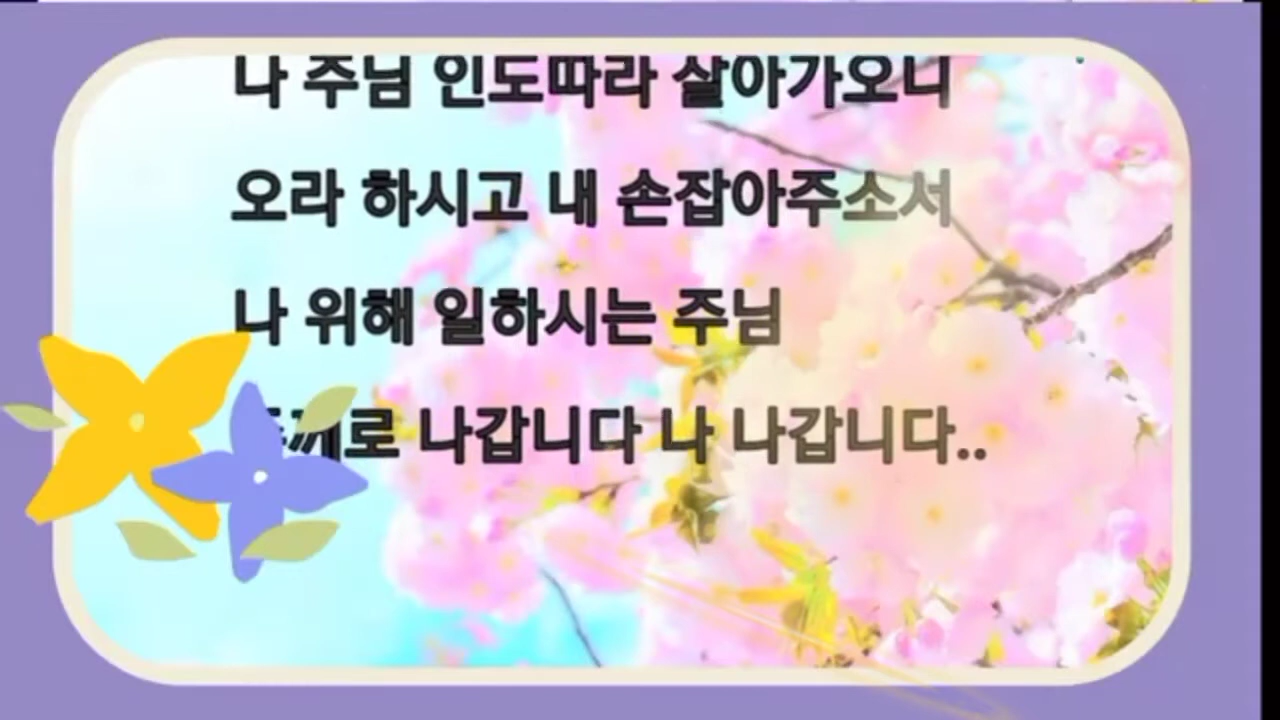 나 주님 인도따라 살아가오니
오라 하시고 내 손잡아주소서
나 위해 일하시는 주님
나갑니다 나 나갑니다..